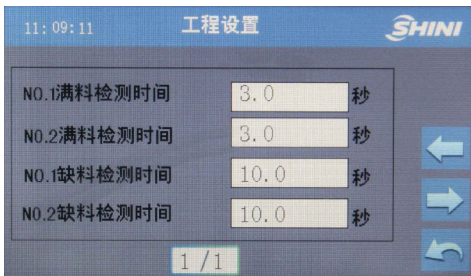 11:09:11 工程设置 SHINI
NO.1满料检测时间 3.0 秒
NO.2满料检测时间 3.0 秒
NO.1缺料检测时间 10.0 秒
NO.2缺料检测时间 10.0 秒
1/1